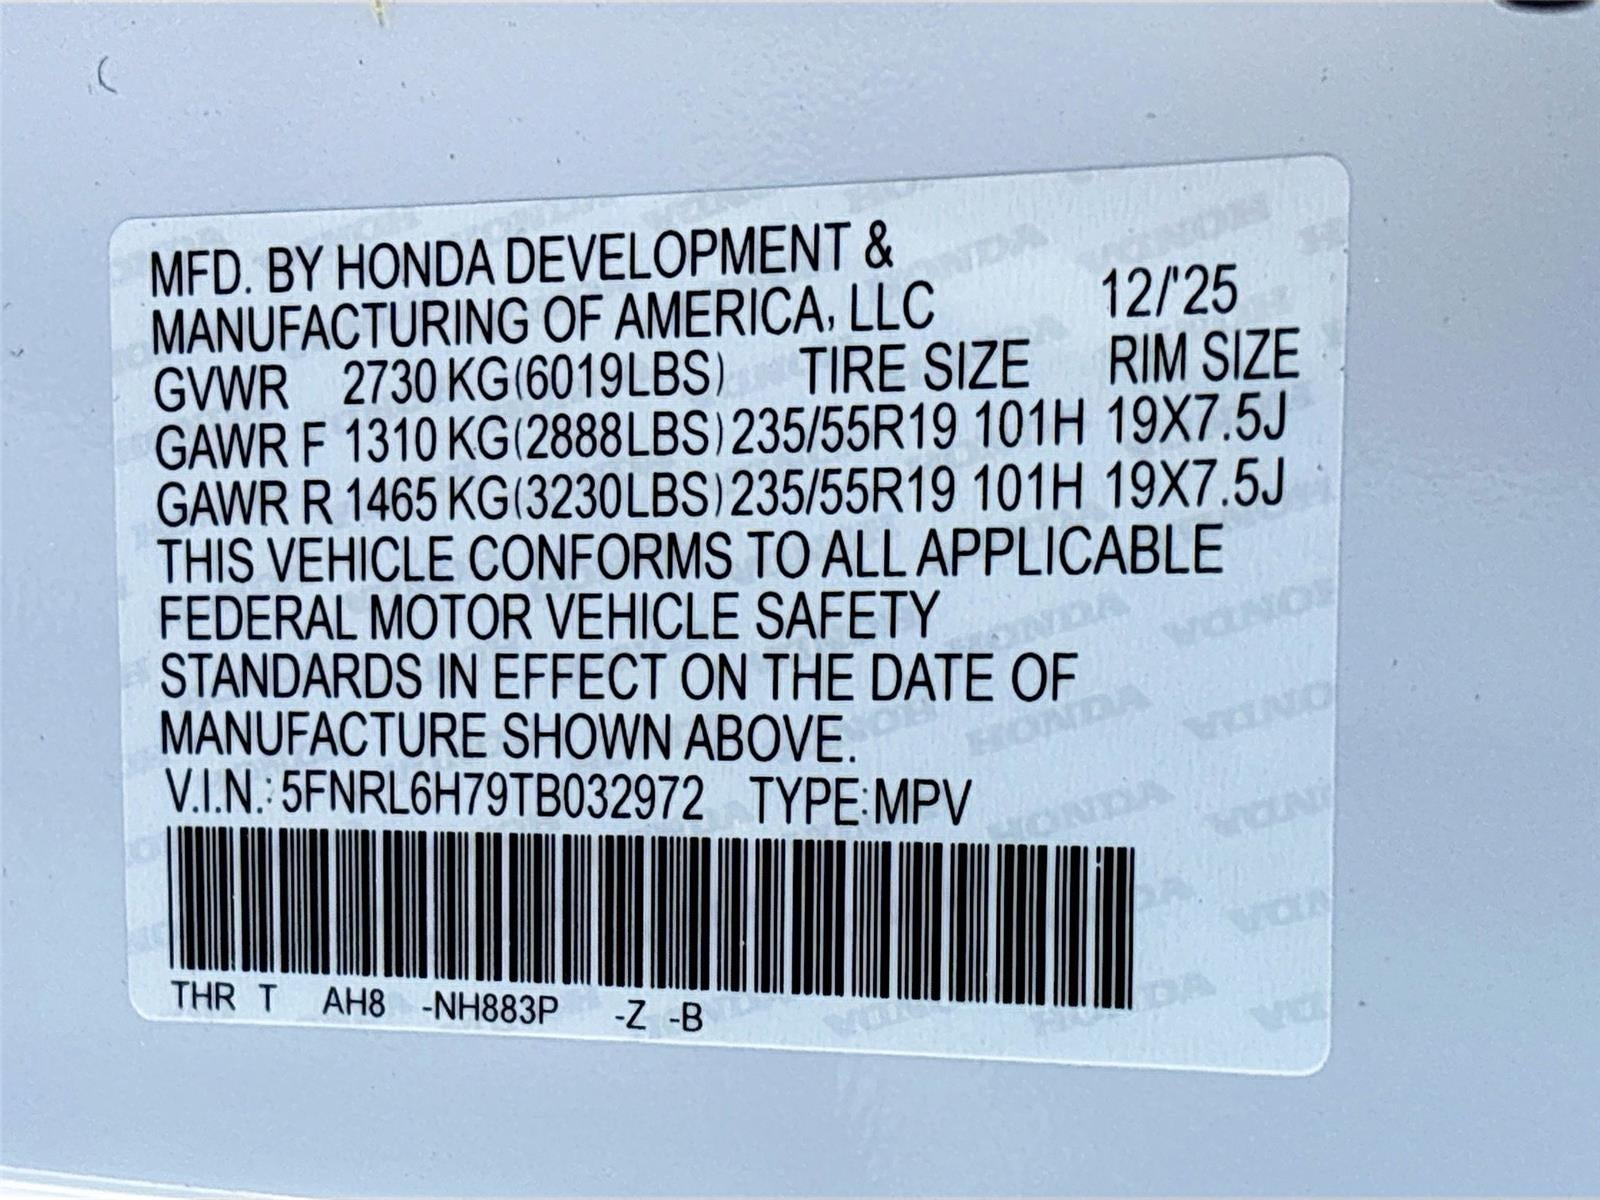 MFD. BY HONDA DEVELOPMENT &
MANUFACTURING OF AMERICA, LLC 12/'25
GVWR 2730 KG(6019LBS) TIRE SIZE RIM SIZE
GAWR F 1310 KG(2888LBS) 235/55R19 101H 19X7.5J
GAWR R 1465 KG(3230LBS) 235/55R19 101H 19X7.5J
THIS VEHICLE CONFORMS TO ALL APPLICABLE
FEDERAL MOTOR VEHICLE SAFETY
STANDARDS IN EFFECT ON THE DATE OF
MANUFACTURE SHOWN ABOVE.
V.I.N.: 5FNRL6H79TB032972 TYPE:MPV
THR T AH8 -NH883P -Z -B